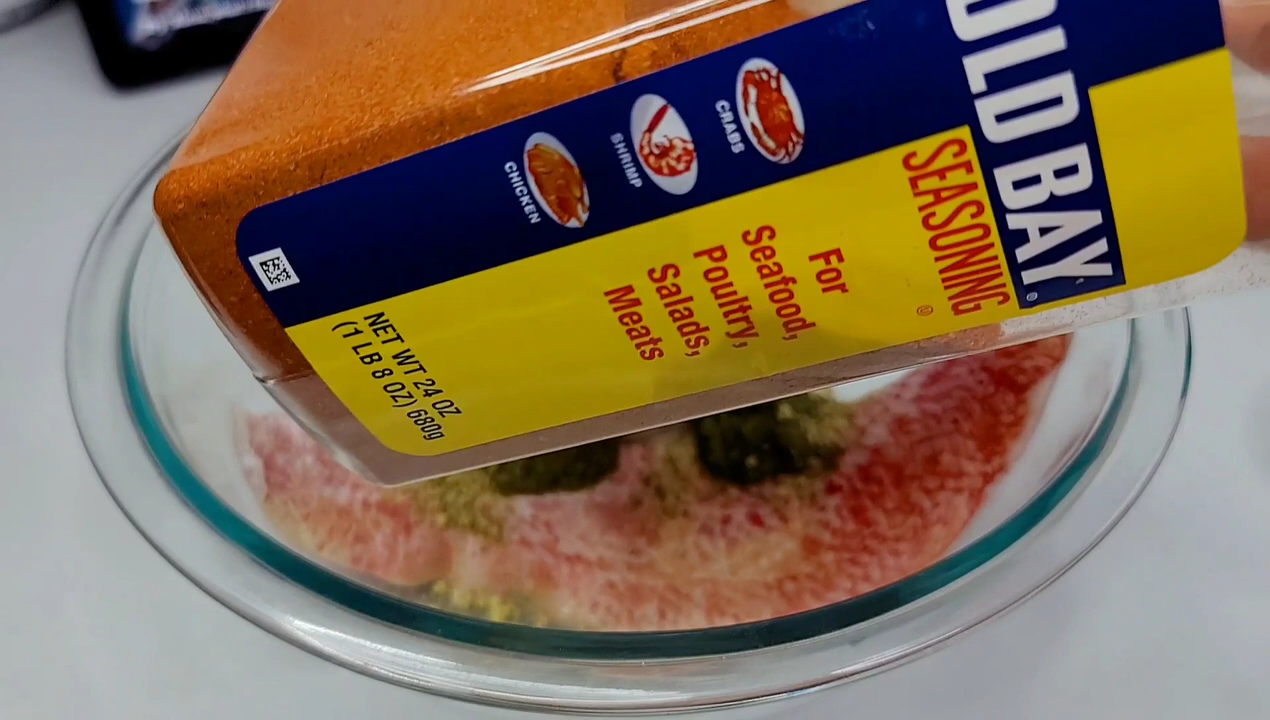 OLD BAY®
SEASONING®
For
Seafood,
Poultry,
Salads,
Meats
CRABS
SHRIMP
CHICKEN
NET WT 24 OZ
(1 LB 8 OZ) 680g